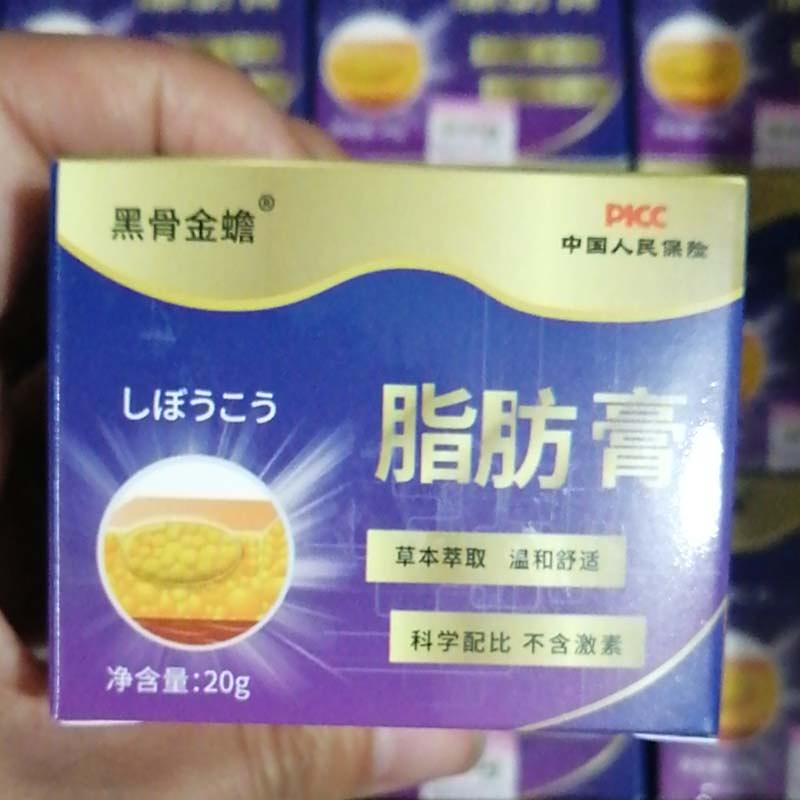 黑骨金蟾®
PICC
中国人民保险
しぼうこう
脂肪膏
草本萃取 温和舒适
科学配比 不含激素
净含量:20g